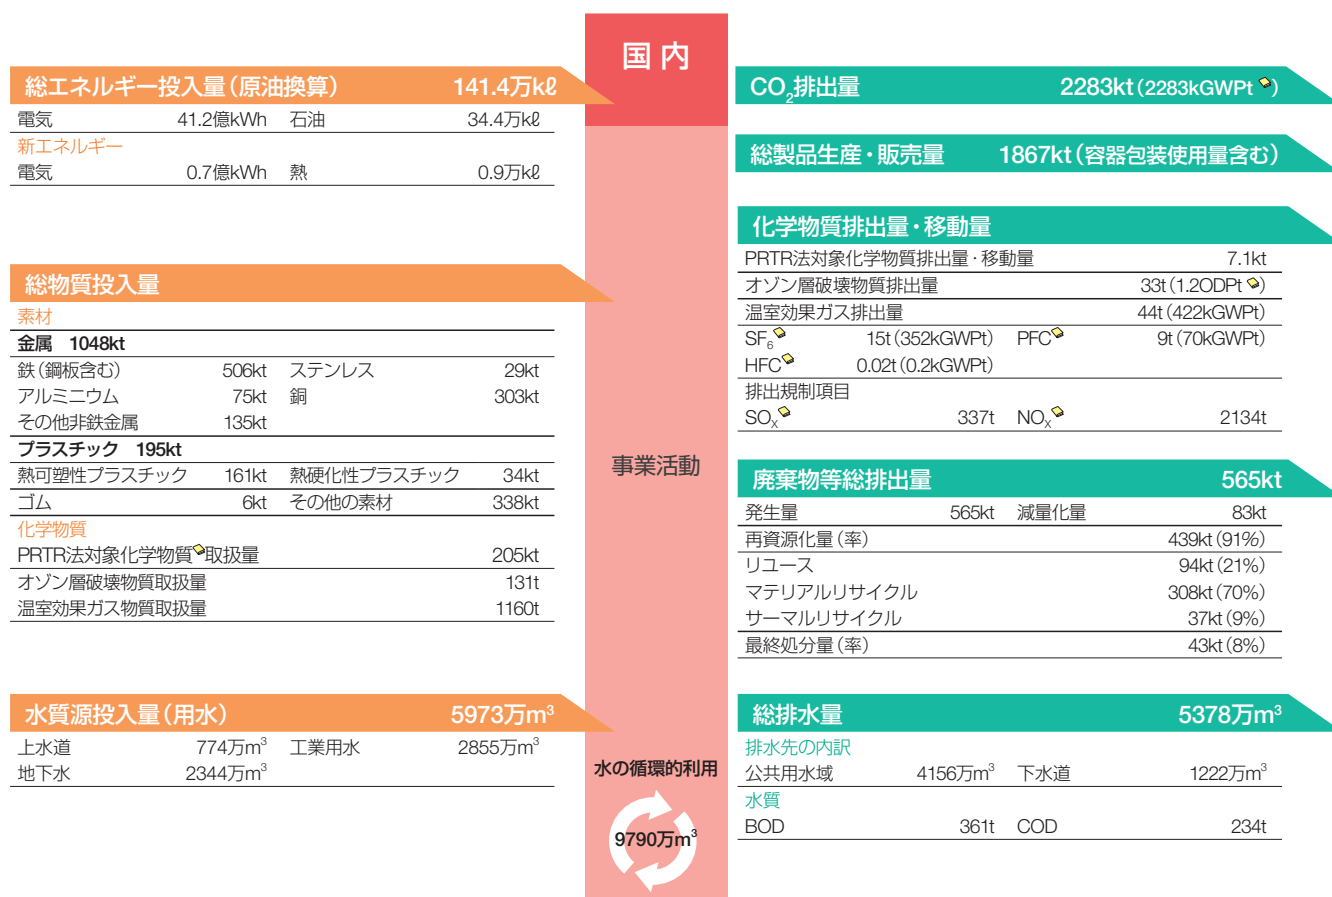 国内
総エネルギー投入量（原油換算） 141.4万kℓ
電気 41.2億kWh 石油 34.4万kℓ
新エネルギー
電気 0.7億kWh 熱 0.9万kℓ
総物質投入量
素材
金属 1048kt
鉄（鋼板含む） 506kt ステンレス 29kt
アルミニウム 75kt 銅 303kt
その他非鉄金属 135kt
プラスチック 195kt
熱可塑性プラスチック 161kt 熱硬化性プラスチック 34kt
ゴム 6kt その他の素材 338kt
化学物質
PRTR法対象化学物質取扱量 205kt
オゾン層破壊物質取扱量 131t
温室効果ガス物質取扱量 1160t
水質源投入量（用水） 5973万m³
上水道 774万m³ 工業用水 2855万m³
地下水 2344万m³
事業活動
水の循環的利用
9790万m³
CO₂排出量 2283kt（2283kGWPt）
総製品生産・販売量 1867kt（容器包装使用量含む）
化学物質排出量・移動量
PRTR法対象化学物質排出量・移動量 7.1kt
オゾン層破壊物質排出量 33t（1.2ODPt）
温室効果ガス排出量 44t（422kGWPt）
SF₆ 15t（352kGWPt） PFC 9t（70kGWPt）
HFC 0.02t（0.2kGWPt）
排出規制項目
SOₓ 337t NOₓ 2134t
廃棄物等総排出量 565kt
発生量 565kt 減量化量 83kt
再資源化量（率） 439kt（91%）
リユース 94kt（21%）
マテリアルリサイクル 308kt（70%）
サーマルリサイクル 37kt（9%）
最終処分量（率） 43kt（8%）
総排水量 5378万m³
排水先の内訳
公共用水域 4156万m³ 下水道 1222万m³
水質
BOD 361t COD 234t